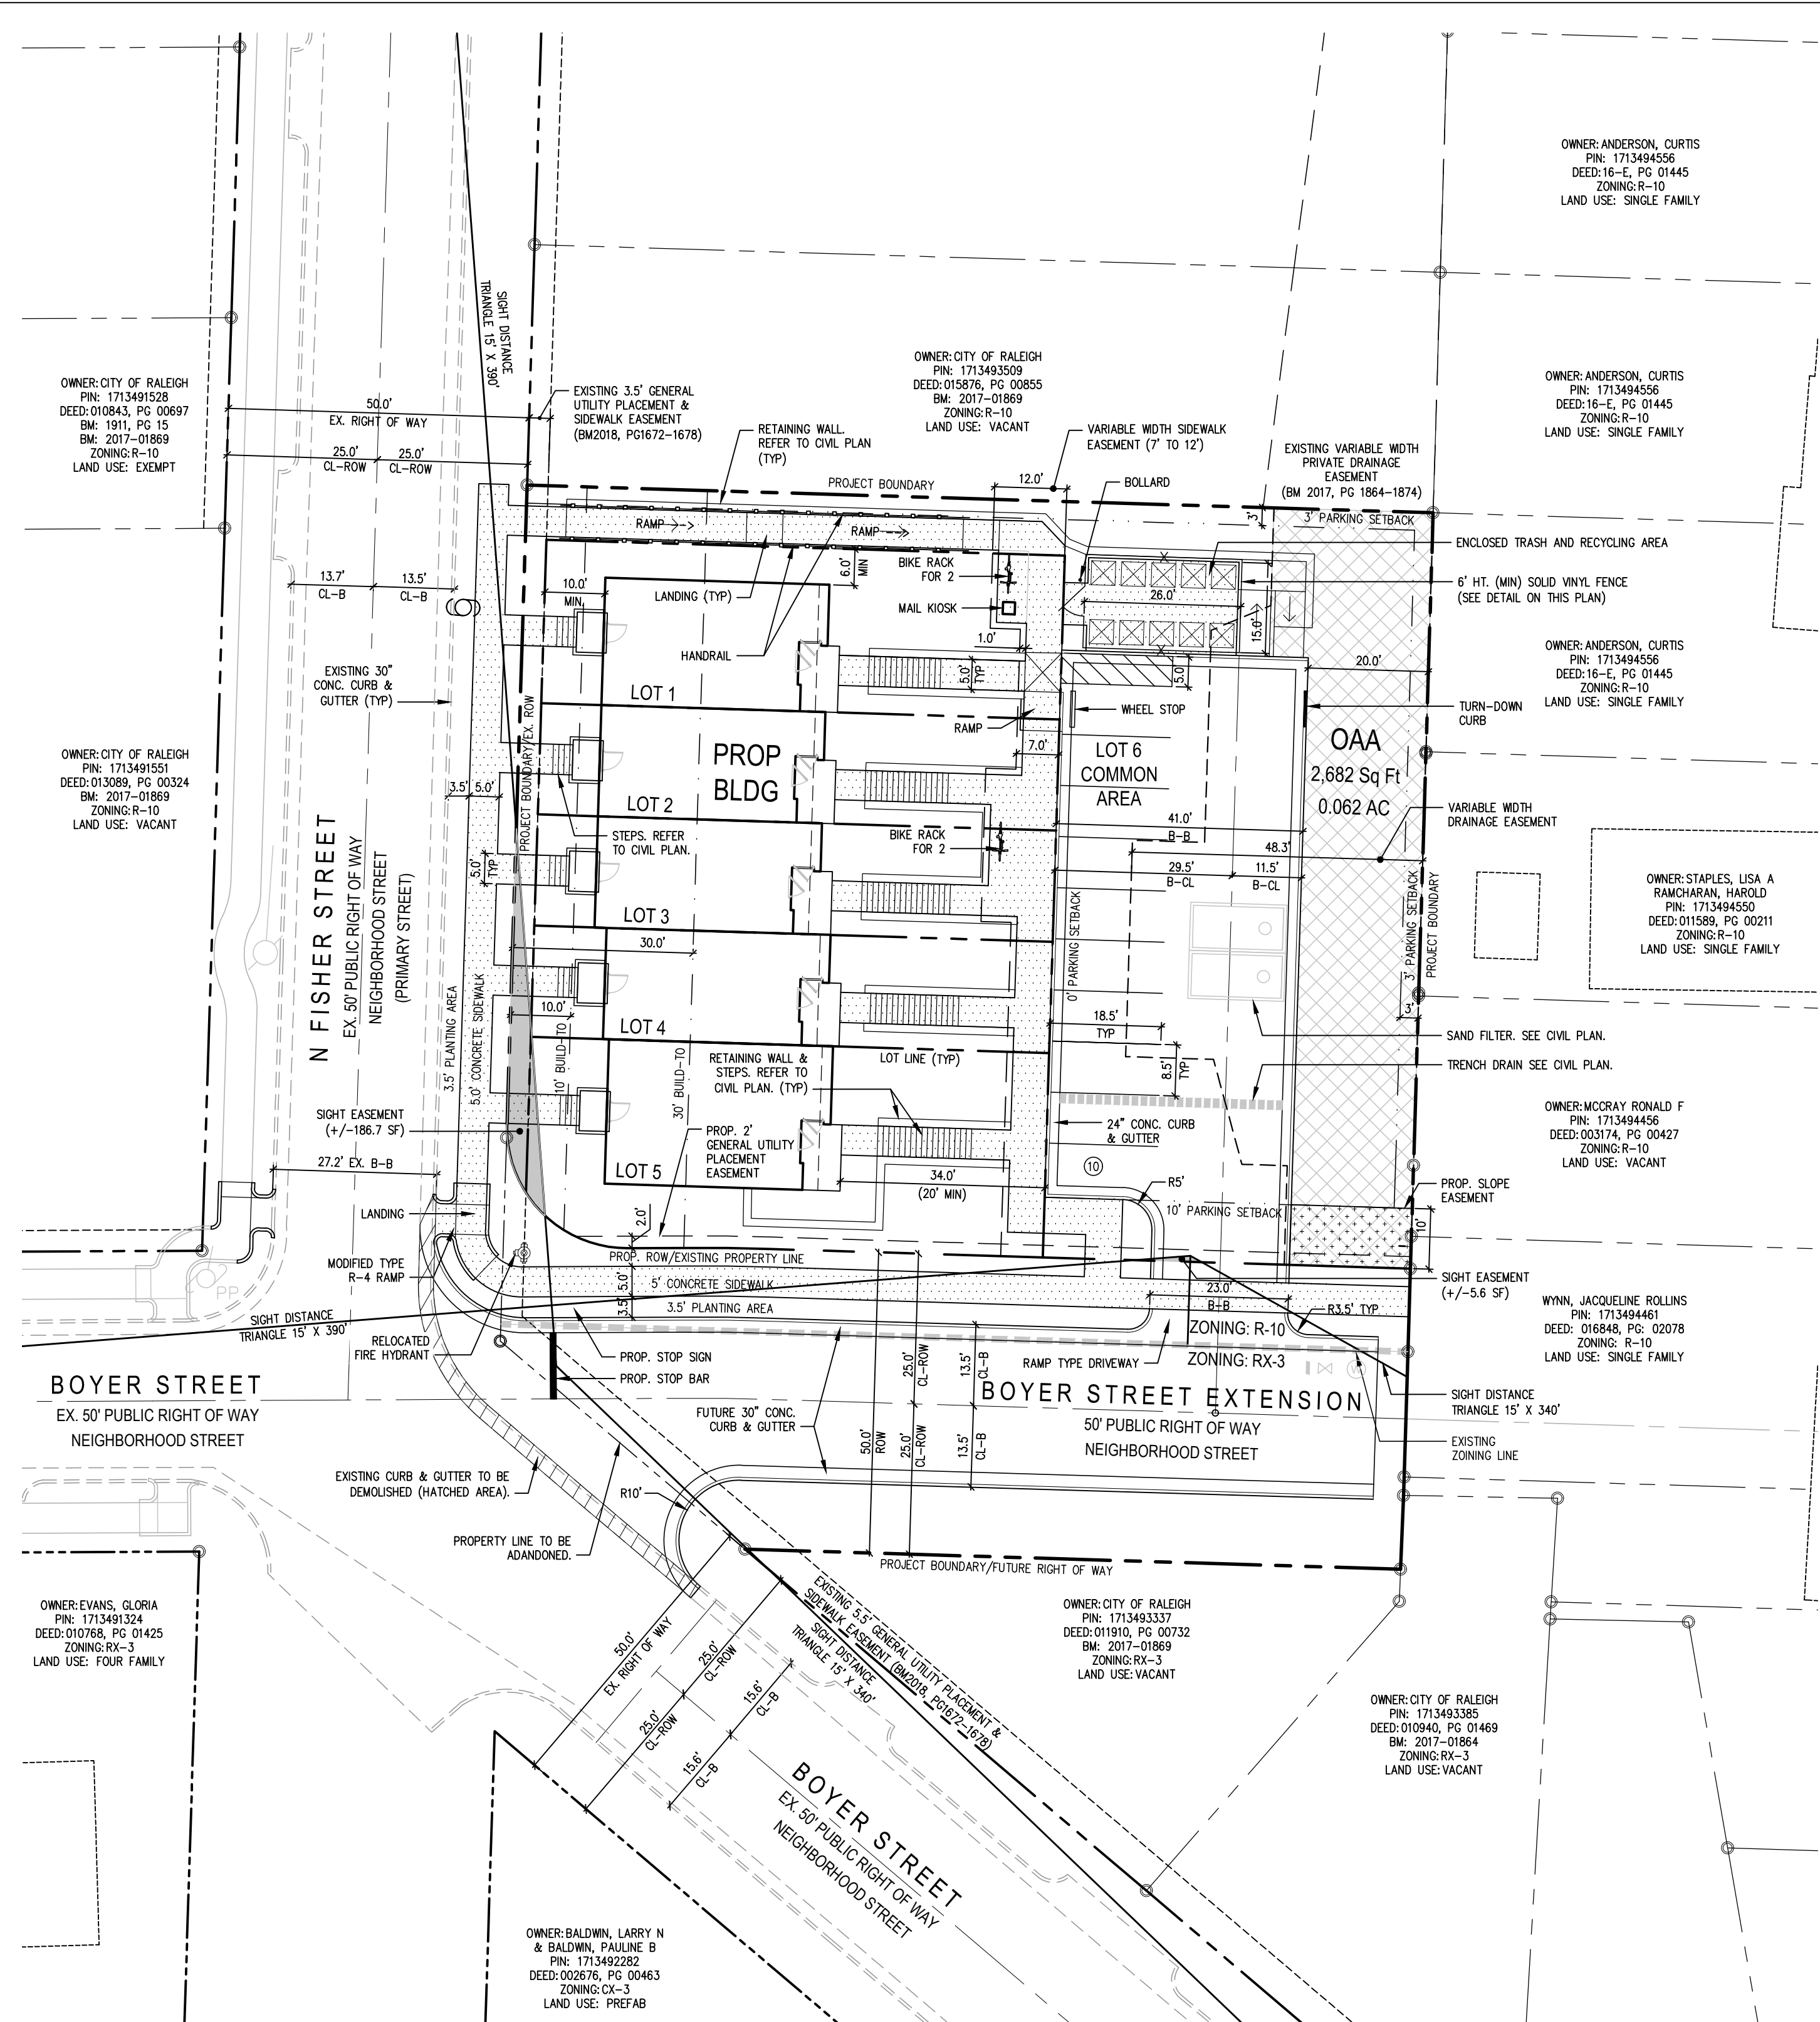 OWNER: ANDERSON, CURTIS
PIN: 1713494556
DEED: 16-E, PG 01445
ZONING: R-10
LAND USE: SINGLE FAMILY
SIGHT DISTANCE
TRIANGLE 15' X 390'
OWNER: CITY OF RALEIGH
PIN: 1713491528
DEED: 010843, PG 00697
BM: 1911, PG 15
BM: 2017-01869
ZONING: R-10
LAND USE: EXEMPT
50.0'
EX. RIGHT OF WAY
25.0'
CL-ROW
25.0'
CL-ROW
EXISTING 3.5' GENERAL
UTILITY PLACEMENT &
SIDEWALK EASEMENT
(BM2018, PG1672-1678)
OWNER: CITY OF RALEIGH
PIN: 1713493509
DEED: 015876, PG 00855
BM: 2017-01869
ZONING: R-10
LAND USE: VACANT
RETAINING WALL.
REFER TO CIVIL PLAN
(TYP)
VARIABLE WIDTH SIDEWALK
EASEMENT (7' TO 12')
BOLLARD
EXISTING VARIABLE WIDTH
PRIVATE DRAINAGE
EASEMENT
(BM 2017, PG 1864-1874)
OWNER: ANDERSON, CURTIS
PIN: 1713494556
DEED: 16-E, PG 01445
ZONING: R-10
LAND USE: SINGLE FAMILY
PROJECT BOUNDARY
12.0'
3'
3' PARKING SETBACK
RAMP
RAMP
ENCLOSED TRASH AND RECYCLING AREA
6' HT. (MIN) SOLID VINYL FENCE
(SEE DETAIL ON THIS PLAN)
13.7'
CL-B
13.5'
CL-B
10.0'
MIN.
LANDING (TYP)
6.0'
MIN
BIKE RACK
FOR 2
MAIL KIOSK
26.0'
15.0'
1.0'
HANDRAIL
5.0'
TYP
5.0'
20.0'
OWNER: ANDERSON, CURTIS
PIN: 1713494556
DEED: 16-E, PG 01445
ZONING: R-10
LAND USE: SINGLE FAMILY
EXISTING 30"
CONC. CURB &
GUTTER (TYP)
LOT 1
WHEEL STOP
RAMP
7.0'
TURN-DOWN
CURB
PROJECT BOUNDARY/EX. ROW
PROP
BLDG
LOT 6
COMMON
AREA
OAA
2,682 Sq Ft
0.062 AC
OWNER: CITY OF RALEIGH
PIN: 1713491551
DEED: 013089, PG 00324
BM: 2017-01869
ZONING: R-10
LAND USE: VACANT
3.5'
5.0'
LOT 2
VARIABLE WIDTH
DRAINAGE EASEMENT
STEPS. REFER
TO CIVIL PLAN.
BIKE RACK
FOR 2
41.0'
B-B
48.3'
29.5'
B-CL
11.5'
B-CL
N FISHER STREET
EX. 50' PUBLIC RIGHT OF WAY
NEIGHBORHOOD STREET
(PRIMARY STREET)
5.0'
TYP
LOT 3
30.0'
0' PARKING SETBACK
3' PARKING SETBACK
PROJECT BOUNDARY
OWNER: STAPLES, LISA A
RAMCHARAN, HAROLD
PIN: 1713494550
DEED: 011589, PG 00211
ZONING: R-10
LAND USE: SINGLE FAMILY
3.5' PLANTING AREA
5.0' CONCRETE SIDEWALK
10.0'
LOT 4
10' BUILD-TO
30' BUILD-TO
RETAINING WALL &
STEPS. REFER TO
CIVIL PLAN. (TYP)
LOT LINE (TYP)
18.5'
TYP
8.5'
TYP
3'
SAND FILTER. SEE CIVIL PLAN.
TRENCH DRAIN SEE CIVIL PLAN.
SIGHT EASEMENT
(+/-186.7 SF)
PROP. 2'
GENERAL UTILITY
PLACEMENT
EASEMENT
24" CONC. CURB
& GUTTER
OWNER: MCCRAY RONALD F
PIN: 1713494456
DEED: 003174, PG 00427
ZONING: R-10
LAND USE: VACANT
27.2' EX. B-B
LOT 5
34.0'
(20' MIN)
10
R5'
10' PARKING SETBACK
PROP. SLOPE
EASEMENT
10'
LANDING
2.0'
PROP. ROW/EXISTING PROPERTY LINE
MODIFIED TYPE
R-4 RAMP
5.0'
5' CONCRETE SIDEWALK
3.5'
3.5' PLANTING AREA
PP
SIGHT DISTANCE
TRIANGLE 15' X 390'
RELOCATED
FIRE HYDRANT
23.0'
B-B
R3.5' TYP
SIGHT EASEMENT
(+/-5.6 SF)
WYNN, JACQUELINE ROLLINS
PIN: 1713494461
DEED: 016848, PG: 02078
ZONING: R-10
LAND USE: SINGLE FAMILY
ZONING: R-10
ZONING: RX-3
W
PROP. STOP SIGN
PROP. STOP BAR
RAMP TYPE DRIVEWAY
BOYER STREET
EX. 50' PUBLIC RIGHT OF WAY
NEIGHBORHOOD STREET
FUTURE 30" CONC.
CURB & GUTTER
50.0'
ROW
25.0'
CL-ROW
25.0'
CL-ROW
13.5'
CL-B
13.5'
CL-B
BOYER STREET EXTENSION
50' PUBLIC RIGHT OF WAY
NEIGHBORHOOD STREET
SIGHT DISTANCE
TRIANGLE 15' X 340'
EXISTING
ZOINING LINE
EXISTING CURB & GUTTER TO BE
DEMOLISHED (HATCHED AREA).
R10'
PROPERTY LINE TO BE
ADANDONED.
PROJECT BOUNDARY/FUTURE RIGHT OF WAY
OWNER: EVANS, GLORIA
PIN: 1713491324
DEED: 010768, PG 01425
ZONING: RX-3
LAND USE: FOUR FAMILY
50.0'
EX. RIGHT OF WAY
25.0'
CL-ROW
25.0'
CL-ROW
15.6'
CL-B
15.6'
CL-B
EXISTING 5.5' GENERAL UTILITY PLACEMENT &
SIDEWALK EASEMENT (BM2018, PG1672-1678)
SIGHT DISTANCE
TRIANGLE 15' X 340'
OWNER: CITY OF RALEIGH
PIN: 1713493337
DEED: 011910, PG 00732
BM: 2017-01869
ZONING: RX-3
LAND USE: VACANT
OWNER: CITY OF RALEIGH
PIN: 1713493385
DEED: 010940, PG 01469
BM: 2017-01864
ZONING: RX-3
LAND USE: VACANT
BOYER STREET
EX. 50' PUBLIC RIGHT OF WAY
NEIGHBORHOOD STREET
OWNER: BALDWIN, LARRY N
& BALDWIN, PAULINE B
PIN: 1713492282
DEED: 002676, PG 00463
ZONING: CX-3
LAND USE: PREFAB